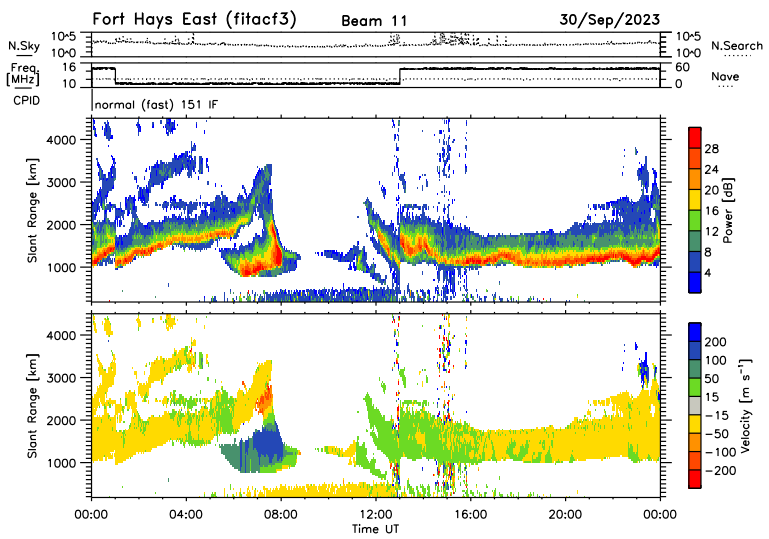 Fort Hays East (fitacf3) Beam 11 30/Sep/2023
N.Sky 10^5 10^0 10^5 10^0 N.Search
Freq. [MHz] 16 10 60 0 Nave
CPID normal (fast) 151 IF
Slant Range [km]
4000
3000
2000
1000
Power [dB]
28
24
20
16
12
8
4
Slant Range [km]
4000
3000
2000
1000
Velocity [m s^-1]
200
100
50
15
-15
-50
-100
-200
00:00 04:00 08:00 12:00 16:00 20:00 00:00
Time UT